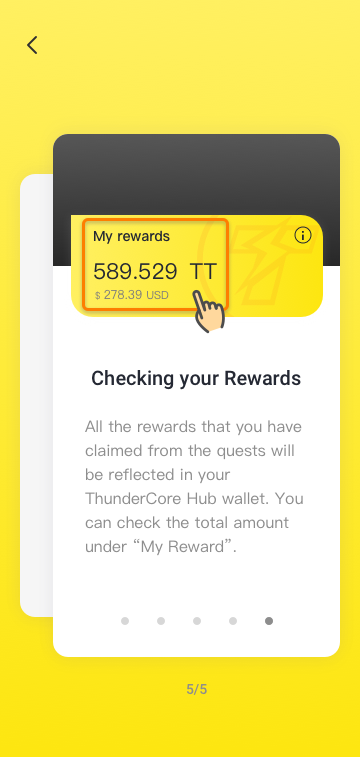 My rewards
589.529 TT
$ 278.39 USD
Checking your Rewards
All the rewards that you have
claimed from the quests will
be reflected in your
ThunderCore Hub wallet. You
can check the total amount
under “My Reward”.
5/5